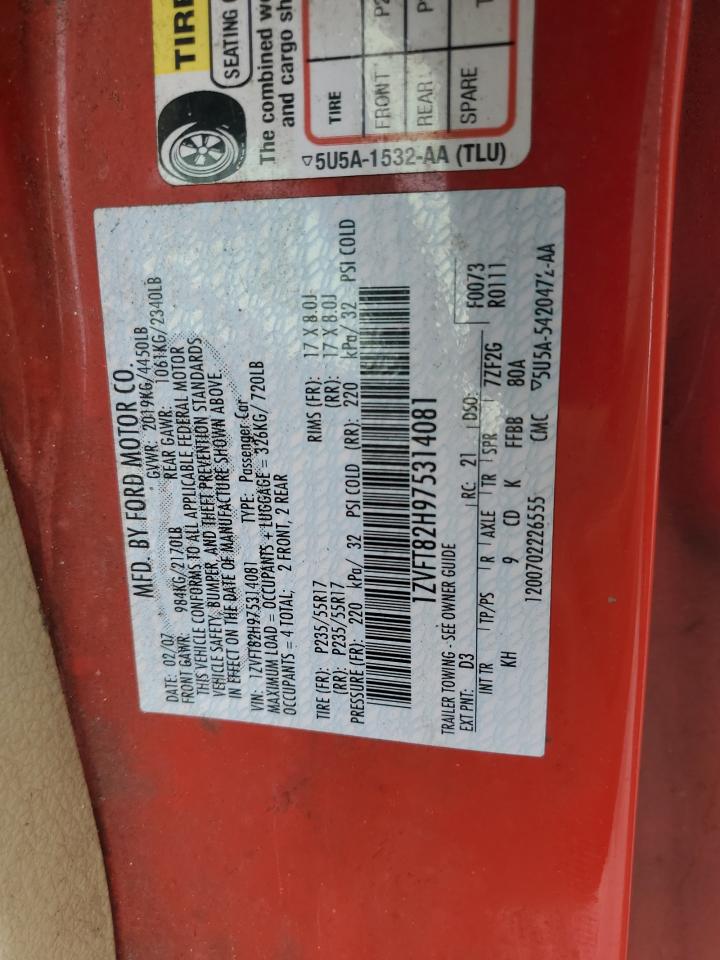 MFD. BY FORD MOTOR CO.
DATE: 02/07 GVWR: 2019KG/4450LB
FRONT GAWR: 984KG/2170LB REAR GAWR: 1061KG/2340LB
THIS VEHICLE CONFORMS TO ALL APPLICABLE FEDERAL MOTOR
VEHICLE SAFETY, BUMPER, AND THEFT PREVENTION STANDARDS
IN EFFECT ON THE DATE OF MANUFACTURE SHOWN ABOVE.
VIN: 1ZVFT82H975314081 TYPE: Passenger Car
MAXIMUM LOAD = OCCUPANTS + LUGGAGE = 326KG/ 720LB
OCCUPANTS = 4 TOTAL; 2 FRONT, 2 REAR
TIRE (FR): P235/55R17 RIMS (FR): 17 X 8.0J
(RR): P235/55R17 (RR): 17 X 8.0J
PRESSURE (FR): 220 kPa/ 32 PSI COLD (RR): 220 kPa/ 32 PSI COLD
1ZVFT82H975314081
TRAILER TOWING - SEE OWNER GUIDE
EXT PNT: D3 RC: 21 DSO: F0073
R0111
INT TR TP/PS R AXLE TR SPR 7ZF2G
KH 9 CD K FFBB 80A
1200702226555 CMC ▽5U5A-5420472-AA
TIRE
SEATING
The combined
and cargo
TIRE
FRONT
REAR
SPARE
▽5U5A-1532-AA (TLU)